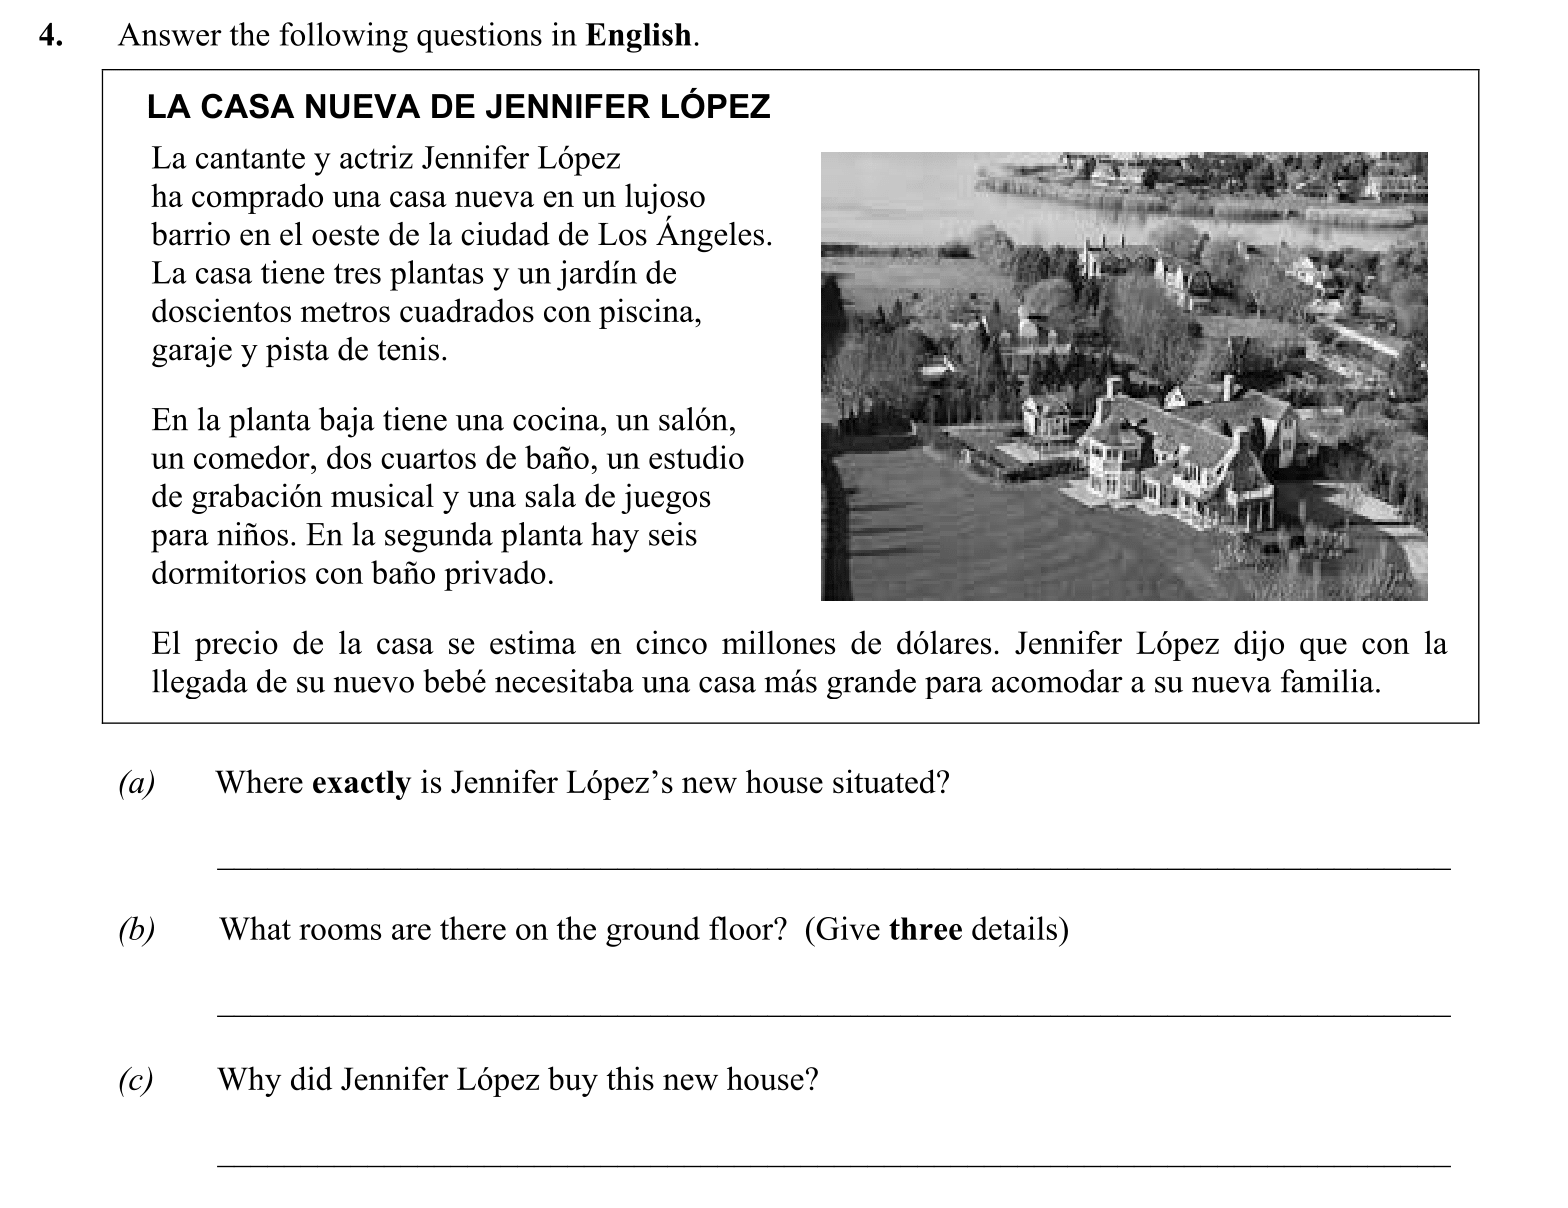 4. Answer the following questions in English.
LA CASA NUEVA DE JENNIFER LÓPEZ
La cantante y actriz Jennifer López
ha comprado una casa nueva en un lujoso
barrio en el oeste de la ciudad de Los Ángeles.
La casa tiene tres plantas y un jardín de
doscientos metros cuadrados con piscina,
garaje y pista de tenis.
En la planta baja tiene una cocina, un salón,
un comedor, dos cuartos de baño, un estudio
de grabación musical y una sala de juegos
para niños. En la segunda planta hay seis
dormitorios con baño privado.
El precio de la casa se estima en cinco millones de dólares. Jennifer López dijo que con la
llegada de su nuevo bebé necesitaba una casa más grande para acomodar a su nueva familia.
(a) Where exactly is Jennifer López’s new house situated?
(b) What rooms are there on the ground floor? (Give three details)
(c) Why did Jennifer López buy this new house?